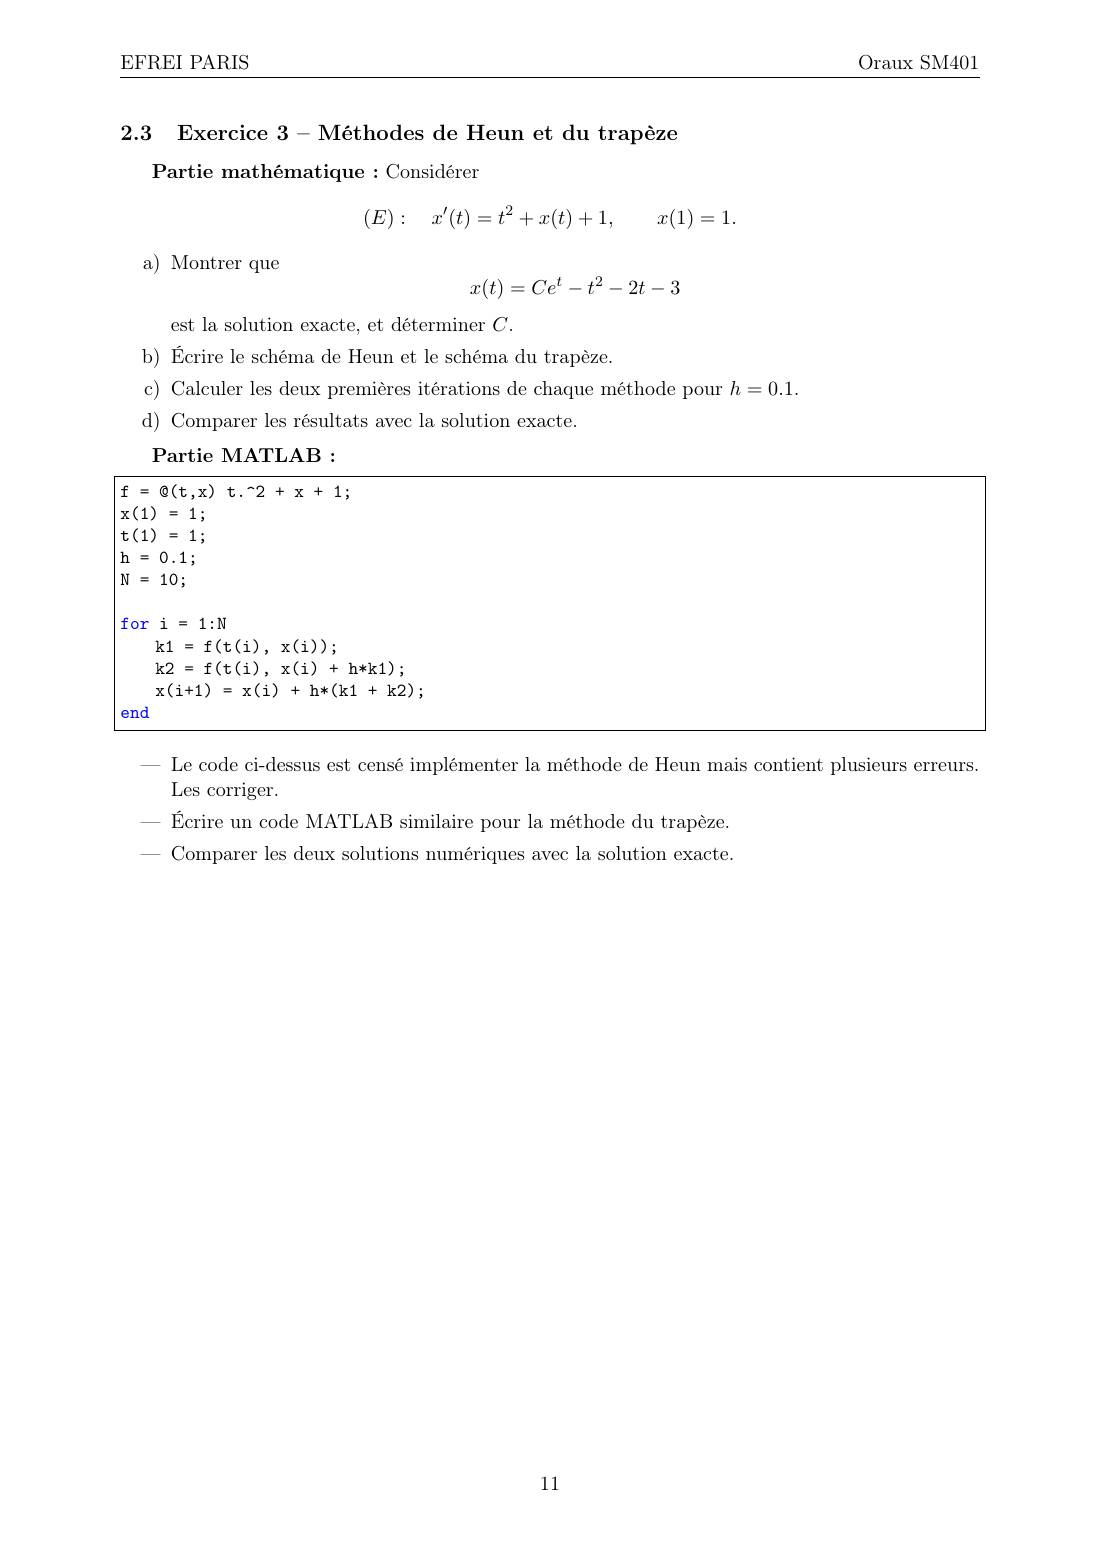 EFREI PARIS Oraux SM401
2.3 Exercice 3 – Méthodes de Heun et du trapèze
Partie mathématique : Considérer
(E) : x′(t) = t² + x(t) + 1, x(1) = 1.
a) Montrer que
x(t) = Ceᵗ − t² − 2t − 3
est la solution exacte, et déterminer C.
b) Écrire le schéma de Heun et le schéma du trapèze.
c) Calculer les deux premières itérations de chaque méthode pour h = 0.1.
d) Comparer les résultats avec la solution exacte.
Partie MATLAB :
f = @(t,x) t.^2 + x + 1;
x(1) = 1;
t(1) = 1;
h = 0.1;
N = 10;
for i = 1:N
k1 = f(t(i), x(i));
k2 = f(t(i), x(i) + h*k1);
x(i+1) = x(i) + h*(k1 + k2);
end
— Le code ci-dessus est censé implémenter la méthode de Heun mais contient plusieurs erreurs.
Les corriger.
— Écrire un code MATLAB similaire pour la méthode du trapèze.
— Comparer les deux solutions numériques avec la solution exacte.
11